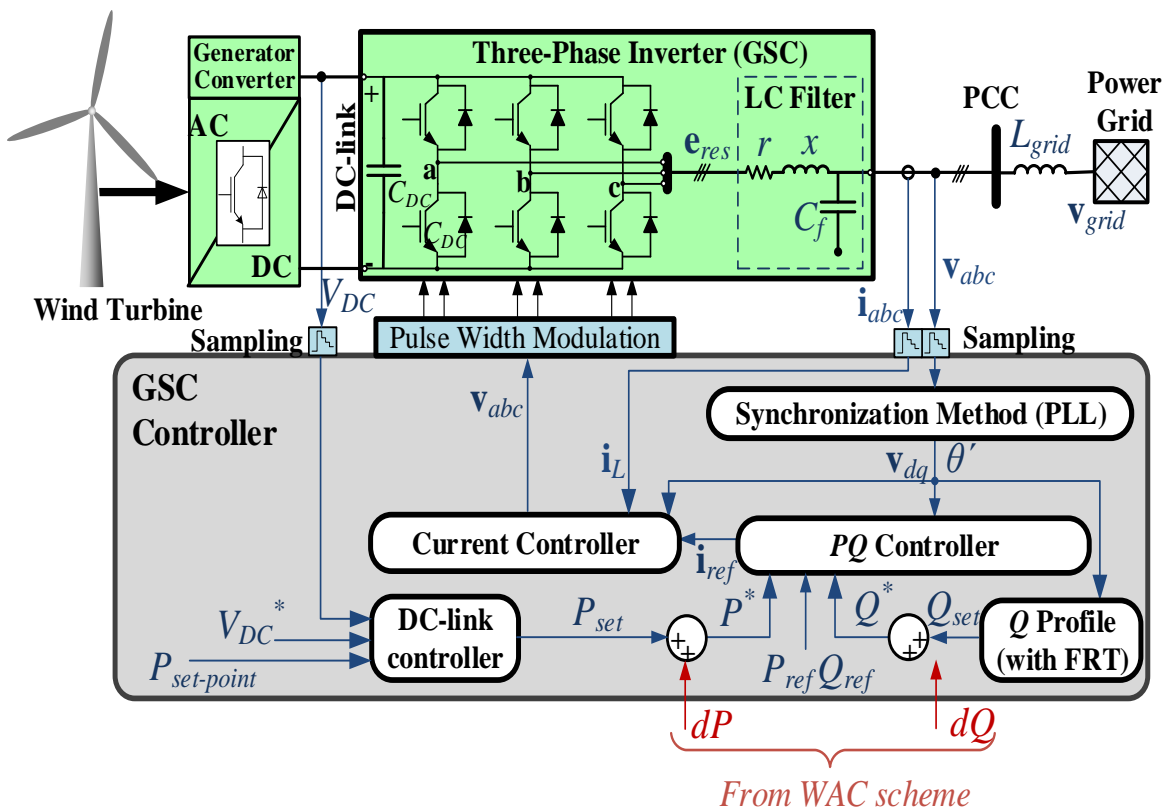 Generator
Converter
AC
DC
Wind Turbine
DC-link
+
-
Three-Phase Inverter (GSC)
C_DC
C_DC
a
b
c
e_res
LC Filter
r
x
C_f
PCC
L_grid
Power
Grid
v_grid
V_DC
i_abc
v_abc
Sampling
Pulse Width Modulation
Sampling
GSC
Controller
v_abc
Synchronization Method (PLL)
i_L
v_dq
θ′
Current Controller
i_ref
PQ Controller
V_DC*
P_set-point
DC-link
controller
P_set
+
+
P*
P_ref Q_ref
Q*
+
+
Q_set
Q Profile
(with FRT)
dP
dQ
From WAC scheme